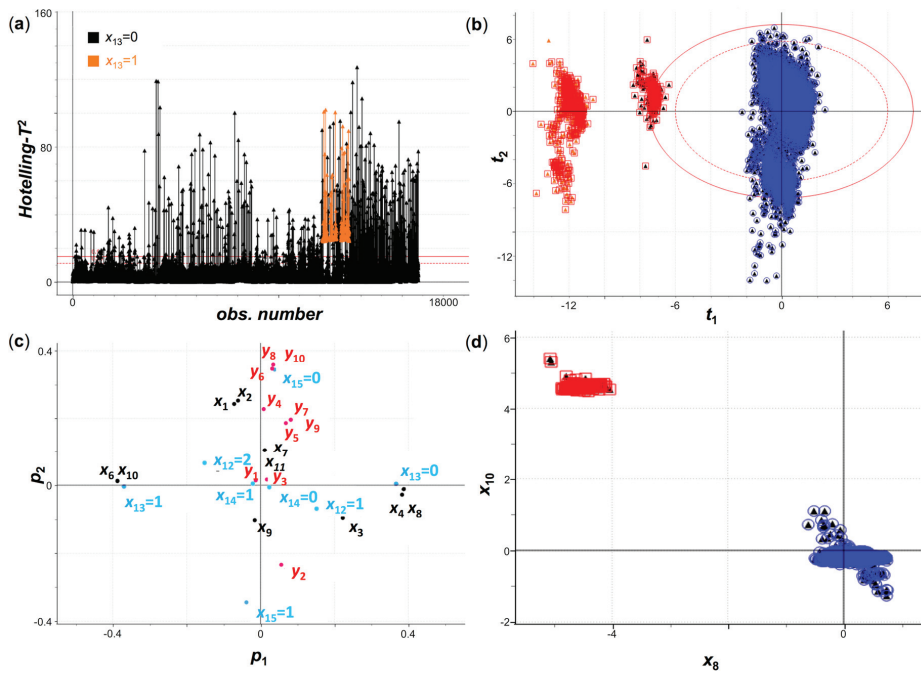 (a)
160
120
80
40
0
Hotelling-T²
x₁₃=0
x₁₃=1
0
18000
obs. number
(b)
6
0
-6
-12
t₂
-12
-6
0
6
t₁
(c)
0.4
0
-0.4
p₂
y₈ y₁₀
y₆
x₁₅=0
x₁ x₂
y₄
y₇
y₉
y₅
x₇
x₁₁
x₁₂=2
x₆ x₁₀
y₁ y₃
x₁₃=0
x₁₃=1
x₁₄=1 x₁₄=0
x₁₂=1
x₄ x₈
x₉
x₃
y₂
x₁₅=1
-0.4
0
0.4
p₁
(d)
6
4
2
0
-2
x₁₀
-4
0
x₈